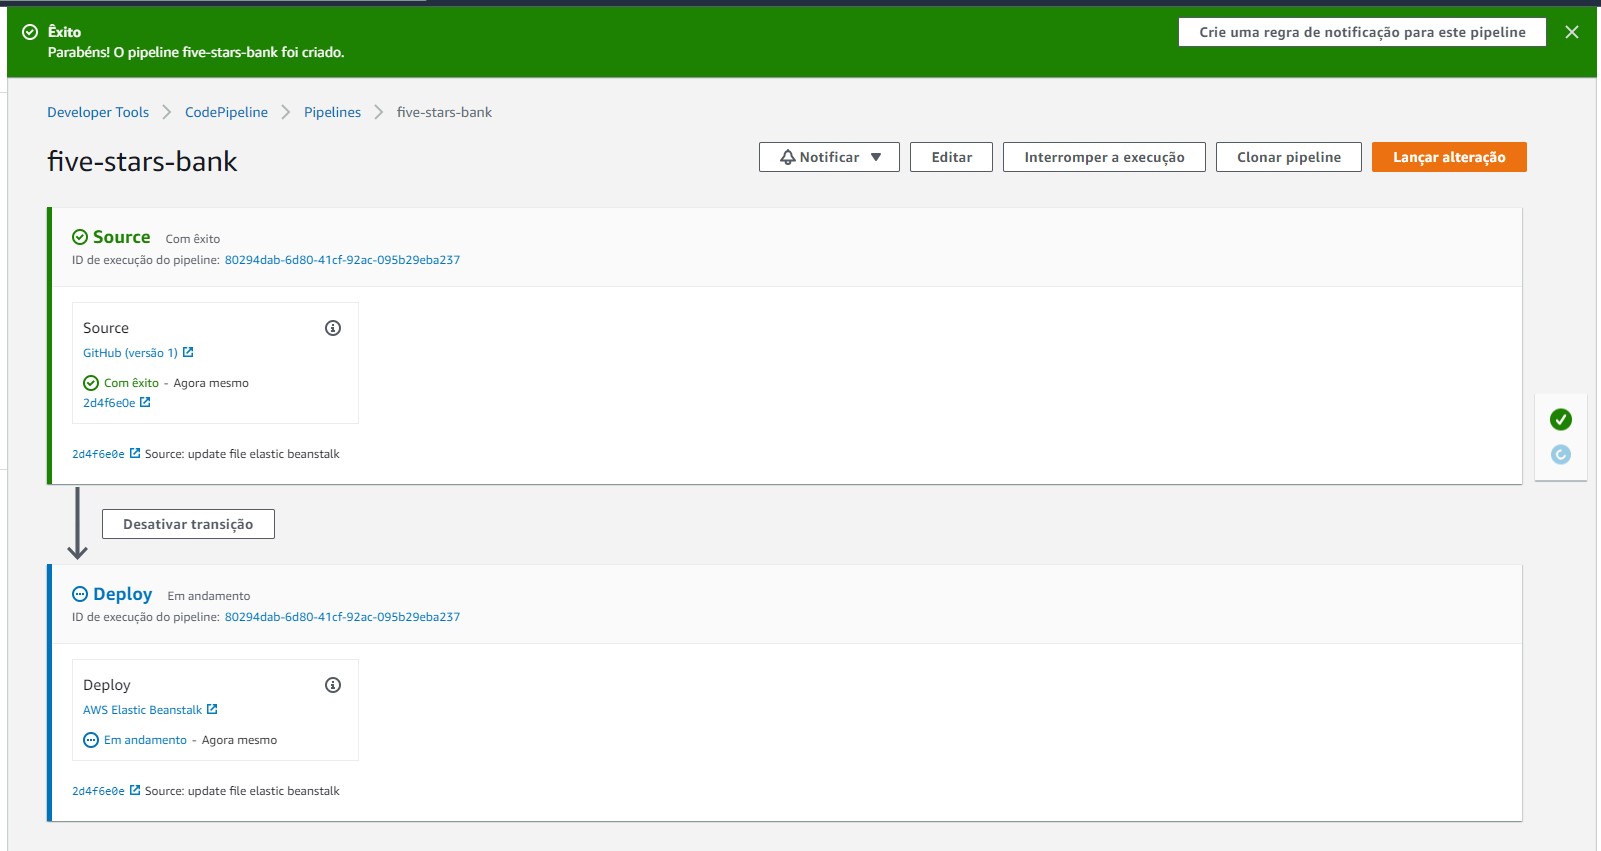 Êxito
Parabéns! O pipeline five-stars-bank foi criado.
Crie uma regra de notificação para este pipeline
Developer Tools CodePipeline Pipelines five-stars-bank
five-stars-bank
Notificar Editar Interromper a execução Clonar pipeline Lançar alteração
Source Com êxito
ID de execução do pipeline: 80294dab-6d80-41cf-92ac-095b29eba237
Source
GitHub (versão 1)
Com êxito - Agora mesmo
2d4f6e0e
2d4f6e0e Source: update file elastic beanstalk
Desativar transição
Deploy Em andamento
ID de execução do pipeline: 80294dab-6d80-41cf-92ac-095b29eba237
Deploy
AWS Elastic Beanstalk
Em andamento - Agora mesmo
2d4f6e0e Source: update file elastic beanstalk